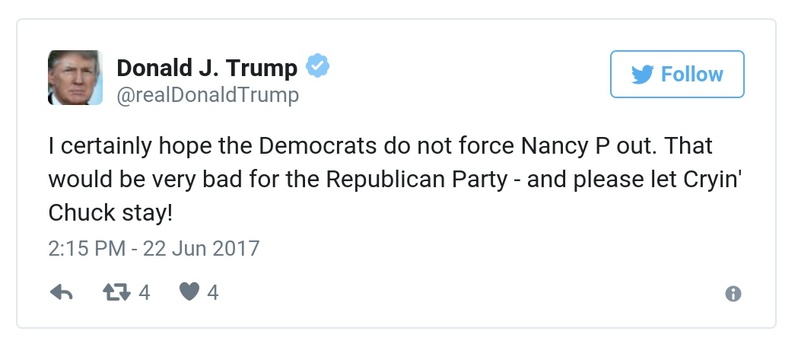 Donald J. Trump
@realDonaldTrump
Follow
I certainly hope the Democrats do not force Nancy P out. That
would be very bad for the Republican Party - and please let Cryin'
Chuck stay!
2:15 PM - 22 Jun 2017
4
4